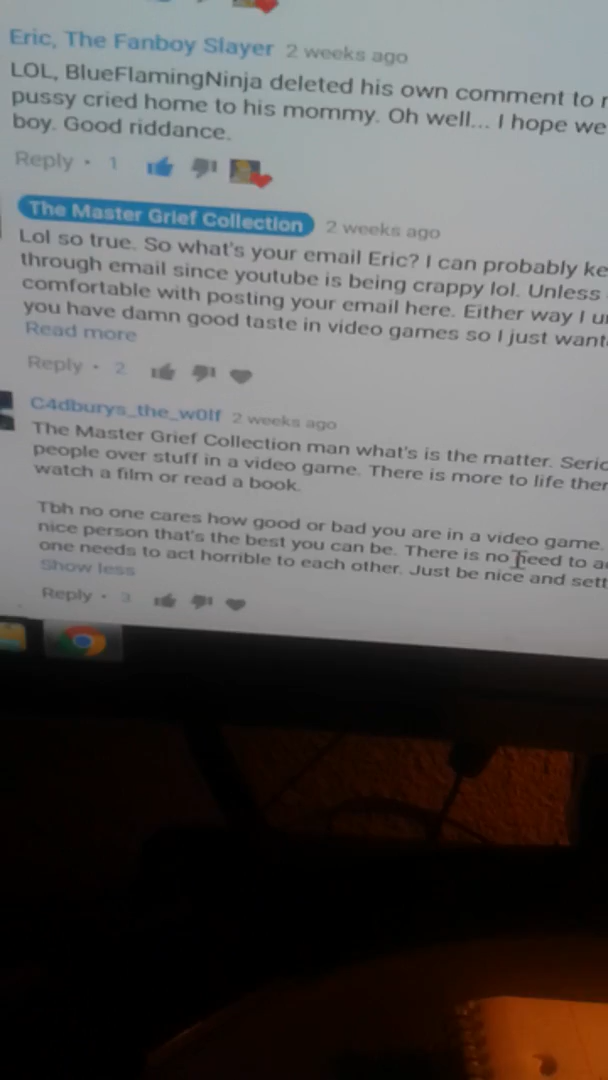 Eric, The Fanboy Slayer 2 weeks ago
LOL, BlueFlamingNinja deleted his own comment to
pussy cried home to his mommy. Oh well... I hope we
boy. Good riddance.
Reply • 1
The Master Grief Collection 2 weeks ago
Lol so true. So what's your email Eric? I can probably ke
through email since youtube is being crappy lol. Unless
comfortable with posting your email here. Either way I u
you have damn good taste in video games so I just want
Read more
Reply • 2
C4dburys_the_w0lf 2 weeks ago
The Master Grief Collection man what's is the matter. Serio
people over stuff in a video game. There is more to life ther
watch a film or read a book.
Tbh no one cares how good or bad you are in a video game.
nice person that's the best you can be. There is no need to a
one needs to act horrible to each other. Just be nice and sett
Show less
Reply • 3